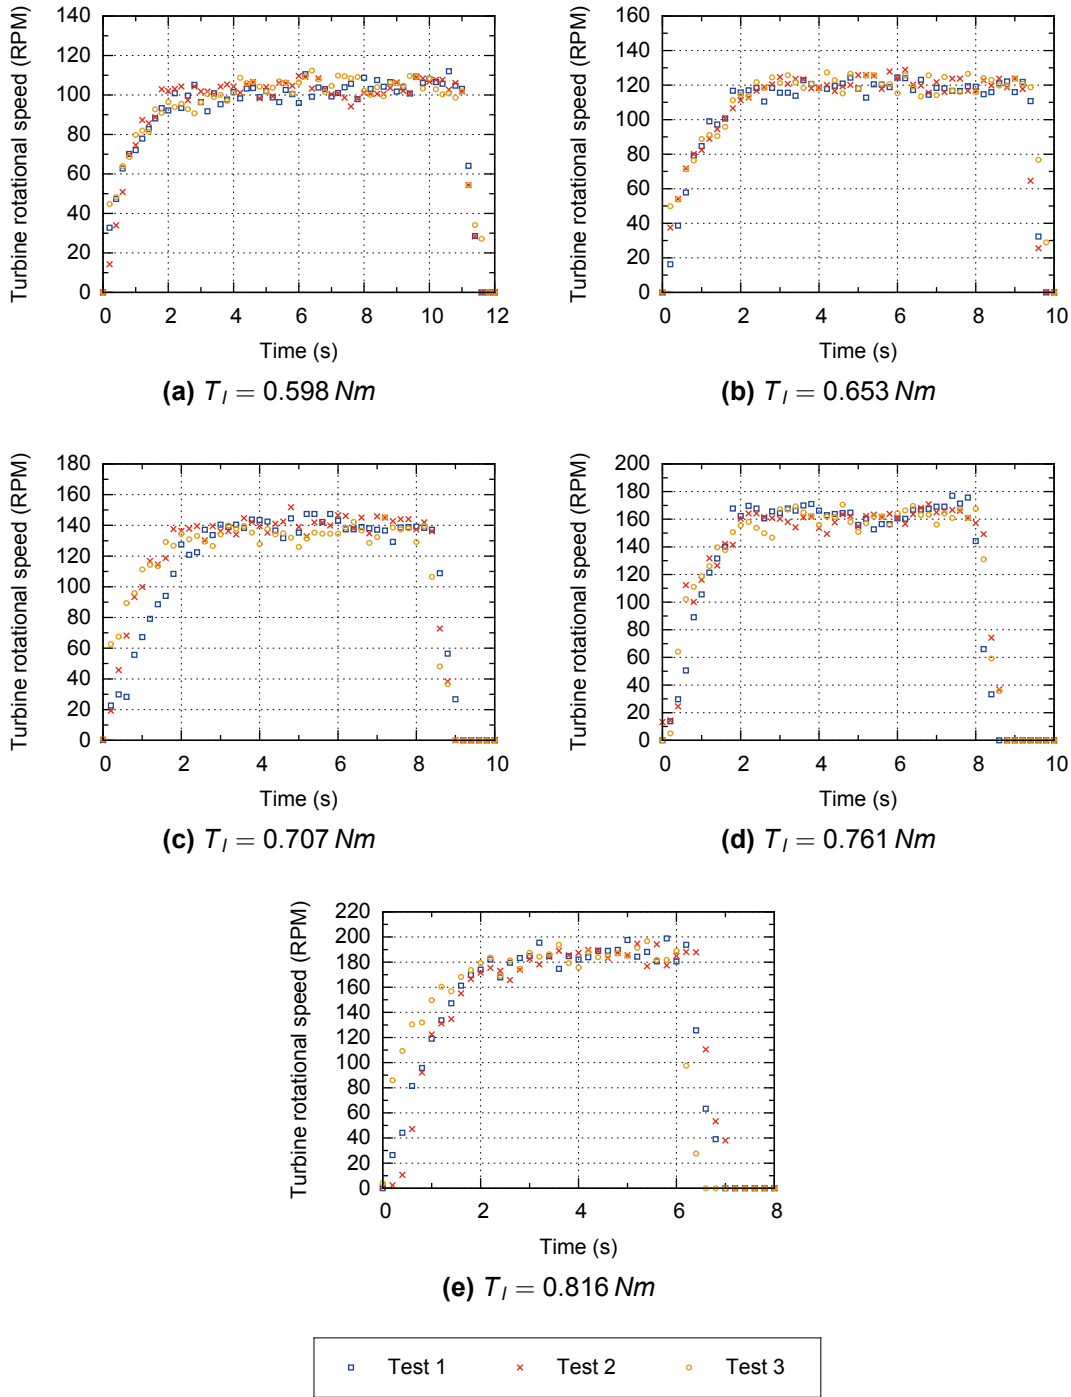 Turbine rotational speed (RPM)
140
120
100
80
60
40
20
0
0 2 4 6 8 10 12
Time (s)
(a) T_l = 0.598 Nm
Turbine rotational speed (RPM)
160
140
120
100
80
60
40
20
0
0 2 4 6 8 10
Time (s)
(b) T_l = 0.653 Nm
Turbine rotational speed (RPM)
180
160
140
120
100
80
60
40
20
0
0 2 4 6 8 10
Time (s)
(c) T_l = 0.707 Nm
Turbine rotational speed (RPM)
200
180
160
140
120
100
80
60
40
20
0
0 2 4 6 8 10
Time (s)
(d) T_l = 0.761 Nm
Turbine rotational speed (RPM)
220
200
180
160
140
120
100
80
60
40
20
0
0 2 4 6 8
Time (s)
(e) T_l = 0.816 Nm
Test 1 Test 2 Test 3